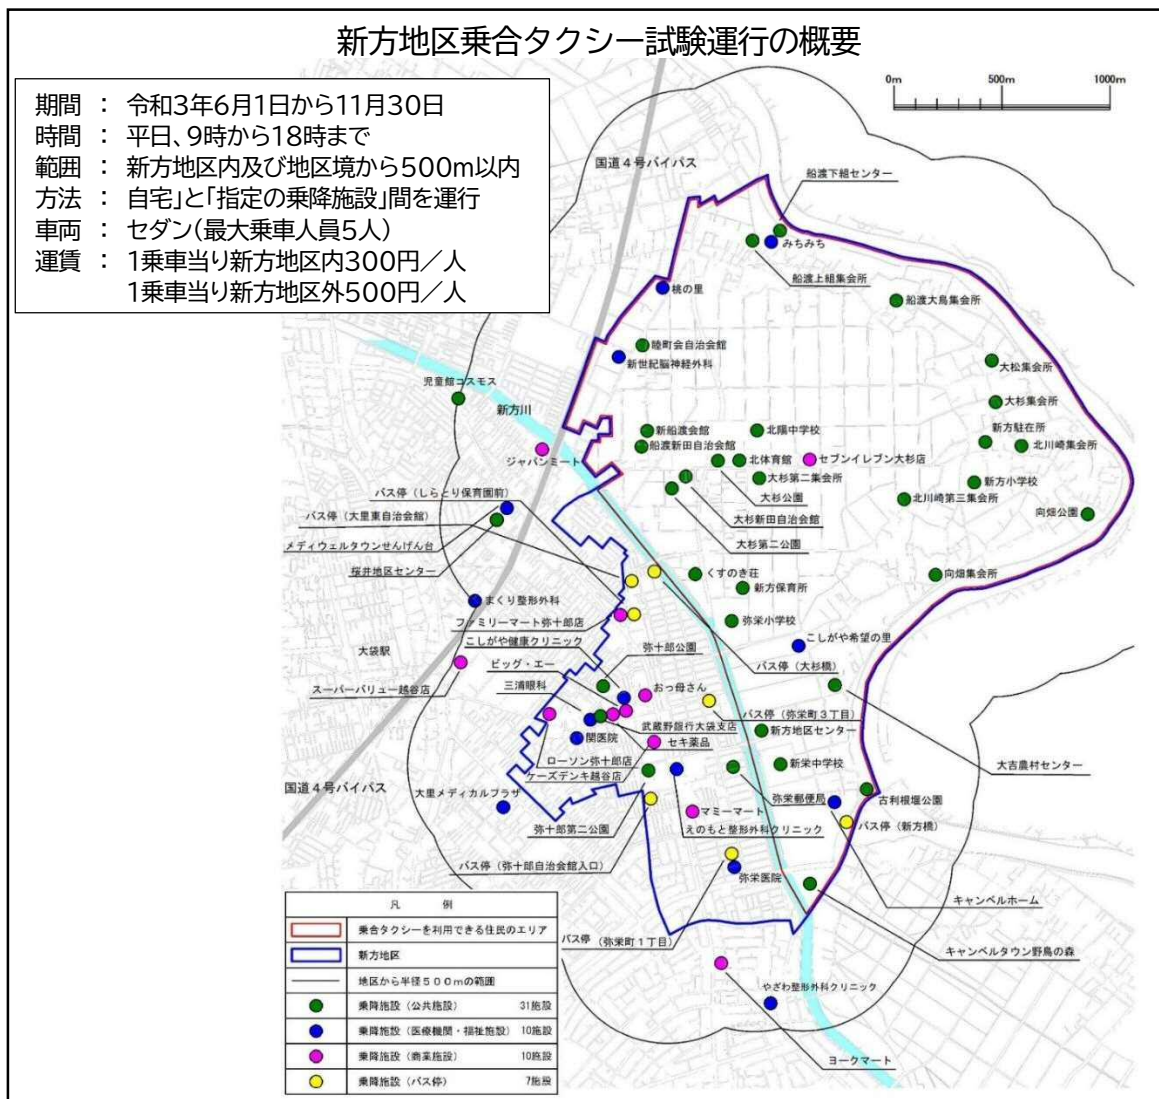 新方地区乗合タクシー試験運行の概要
期間 ： 令和3年6月1日から11月30日
時間 ： 平日、9時から18時まで
範囲 ： 新方地区内及び地区境から500m以内
方法 ： 自宅」と「指定の乗降施設」間を運行
車両 ： セダン(最大乗車人員5人)
運賃 ： 1乗車当り新方地区内300円／人
1乗車当り新方地区外500円／人
0m 500m 1000m
国道４号バイパス
船渡下組センター
みちみち
船渡上組集会所
桃の里
船渡大鳥集会所
睦町会自治会館
新世紀脳神経外科
大松集会所
児童館コスモス
大杉集会所
新方川
新方駐在所
新船渡会館
北陽中学校
北川崎集会所
船渡新田自治会館
ジャパンミート
北体育館
セブンイレブン大杉店
大杉第二集会所
新方小学校
バス停（しらとり保育園前）
大杉公園
北川崎第三集会所
バス停（大里東自治会館）
大杉新田自治会館
向畑公園
メディウェルタウンせんげん台
大杉第二公園
桜井地区センター
くすのき荘
向畑集会所
新方保育所
まくり整形外科
ファミリーマート弥十郎店
弥栄小学校
こしがや健康クリニック
こしがや希望の里
大袋駅
弥十郎公園
ビッグ・エー
バス停（大杉橋）
三浦眼科
おっ母さん
スーパーバリュー越谷店
バス停（弥栄町３丁目）
武蔵野銀行大袋支店
新方地区センター
関医院
セキ薬品
ローソン弥十郎店
新栄中学校
大吉農村センター
ケーズデンキ越谷店
国道４号バイパス
大里メディカルプラザ
弥栄郵便局
古利根堰公園
マミーマート
弥十郎第二公園
えのもと整形外科クリニック
バス停（新方橋）
バス停（弥十郎自治会館入口）
弥栄医院
キャンベルホーム
バス停（弥栄町１丁目）
キャンベルタウン野鳥の森
やざわ整形外科クリニック
ヨークマート
凡 例
乗合タクシーを利用できる住民のエリア
新方地区
地区から半径５００mの範囲
乗降施設（公共施設） 31施設
乗降施設（医療機関・福祉施設） 10施設
乗降施設（商業施設） 10施設
乗降施設（バス停） 7施設